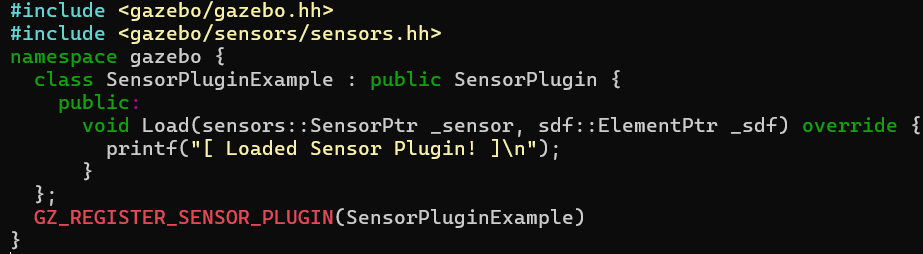 #include <gazebo/gazebo.hh>
#include <gazebo/sensors/sensors.hh>
namespace gazebo {
  class SensorPluginExample : public SensorPlugin {
    public:
      void Load(sensors::SensorPtr _sensor, sdf::ElementPtr _sdf) override {
        printf("[ Loaded Sensor Plugin! ]\n");
      }
  };
  GZ_REGISTER_SENSOR_PLUGIN(SensorPluginExample)
}